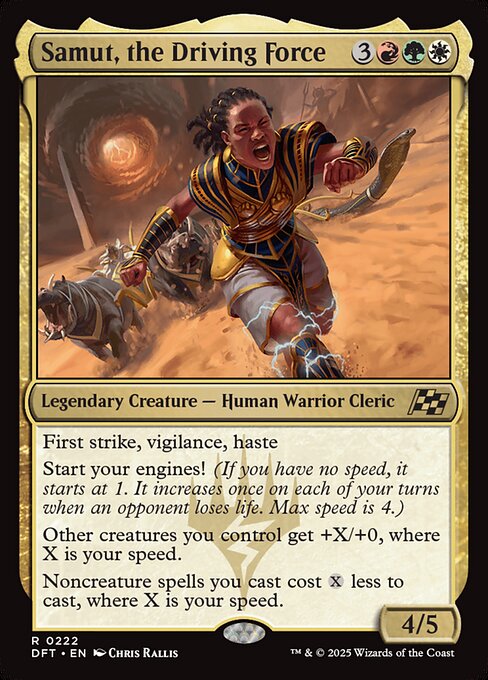 Samut, the Driving Force 3
Legendary Creature — Human Warrior Cleric
First strike, vigilance, haste
Start your engines! (If you have no speed, it
starts at 1. It increases once on each of your turns
when an opponent loses life. Max speed is 4.)
Other creatures you control get +X/+0, where
X is your speed.
Noncreature spells you cast cost X less to
cast, where X is your speed.
4/5
R 0222
DFT • EN Chris Rallis
™ & © 2025 Wizards of the Coast